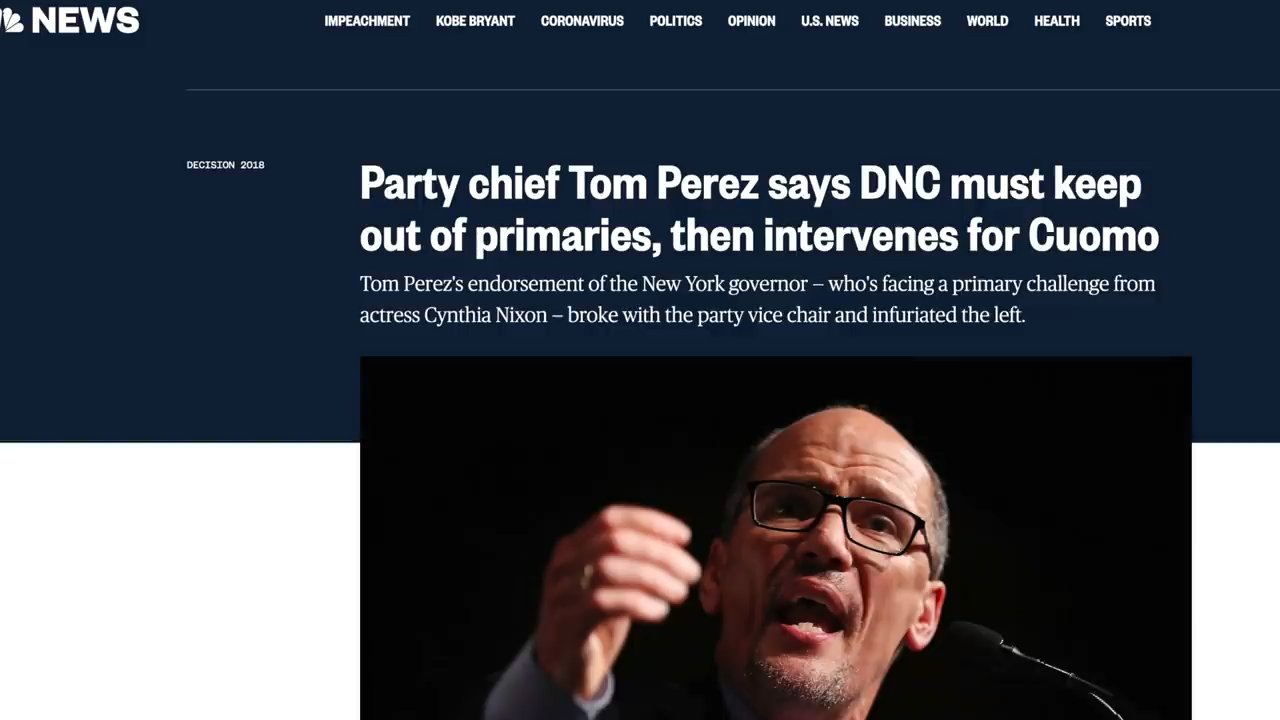 NEWS
IMPEACHMENT KOBE BRYANT CORONAVIRUS POLITICS OPINION U.S. NEWS BUSINESS WORLD HEALTH SPORTS
DECISION 2018
Party chief Tom Perez says DNC must keep
out of primaries, then intervenes for Cuomo
Tom Perez's endorsement of the New York governor – who's facing a primary challenge from
actress Cynthia Nixon – broke with the party vice chair and infuriated the left.